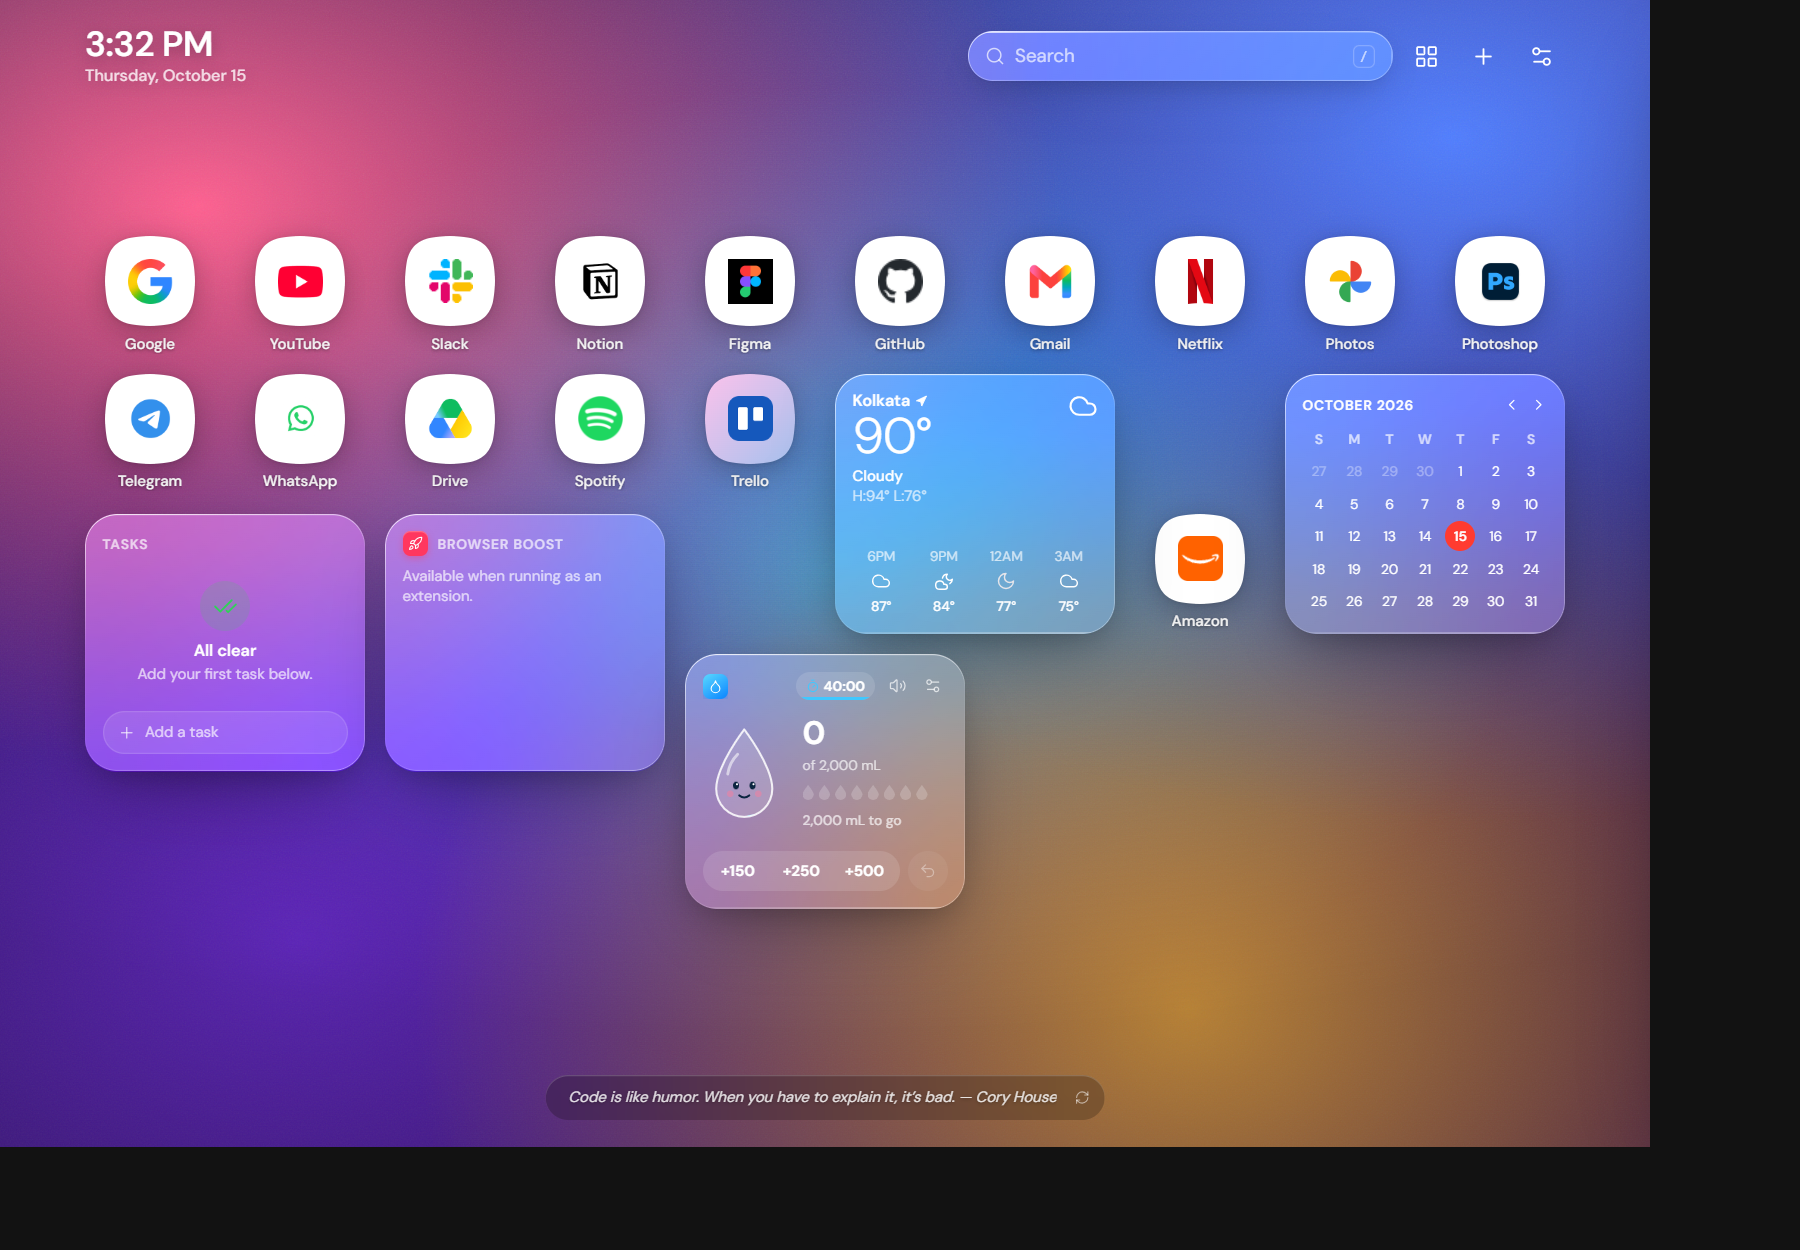 3:32 PM
Thursday, October 15
Search
/
Google
YouTube
Slack
Notion
Figma
GitHub
Gmail
Netflix
Photos
Photoshop
N
Ps
Telegram
WhatsApp
Drive
Spotify
Trello
Kolkata
90°
Cloudy
H:94° L:76°
6PM 9PM 12AM 3AM
87° 84° 77° 75°
Amazon
OCTOBER 2026
S M T W T F S
27 28 29 30 1 2 3
4 5 6 7 8 9 10
11 12 13 14 15 16 17
18 19 20 21 22 23 24
25 26 27 28 29 30 31
TASKS
All clear
Add your first task below.
Add a task
BROWSER BOOST
Available when running as an
extension.
40:00
0
of 2,000 mL
2,000 mL to go
+150 +250 +500
Code is like humor. When you have to explain it, it's bad. — Cory House